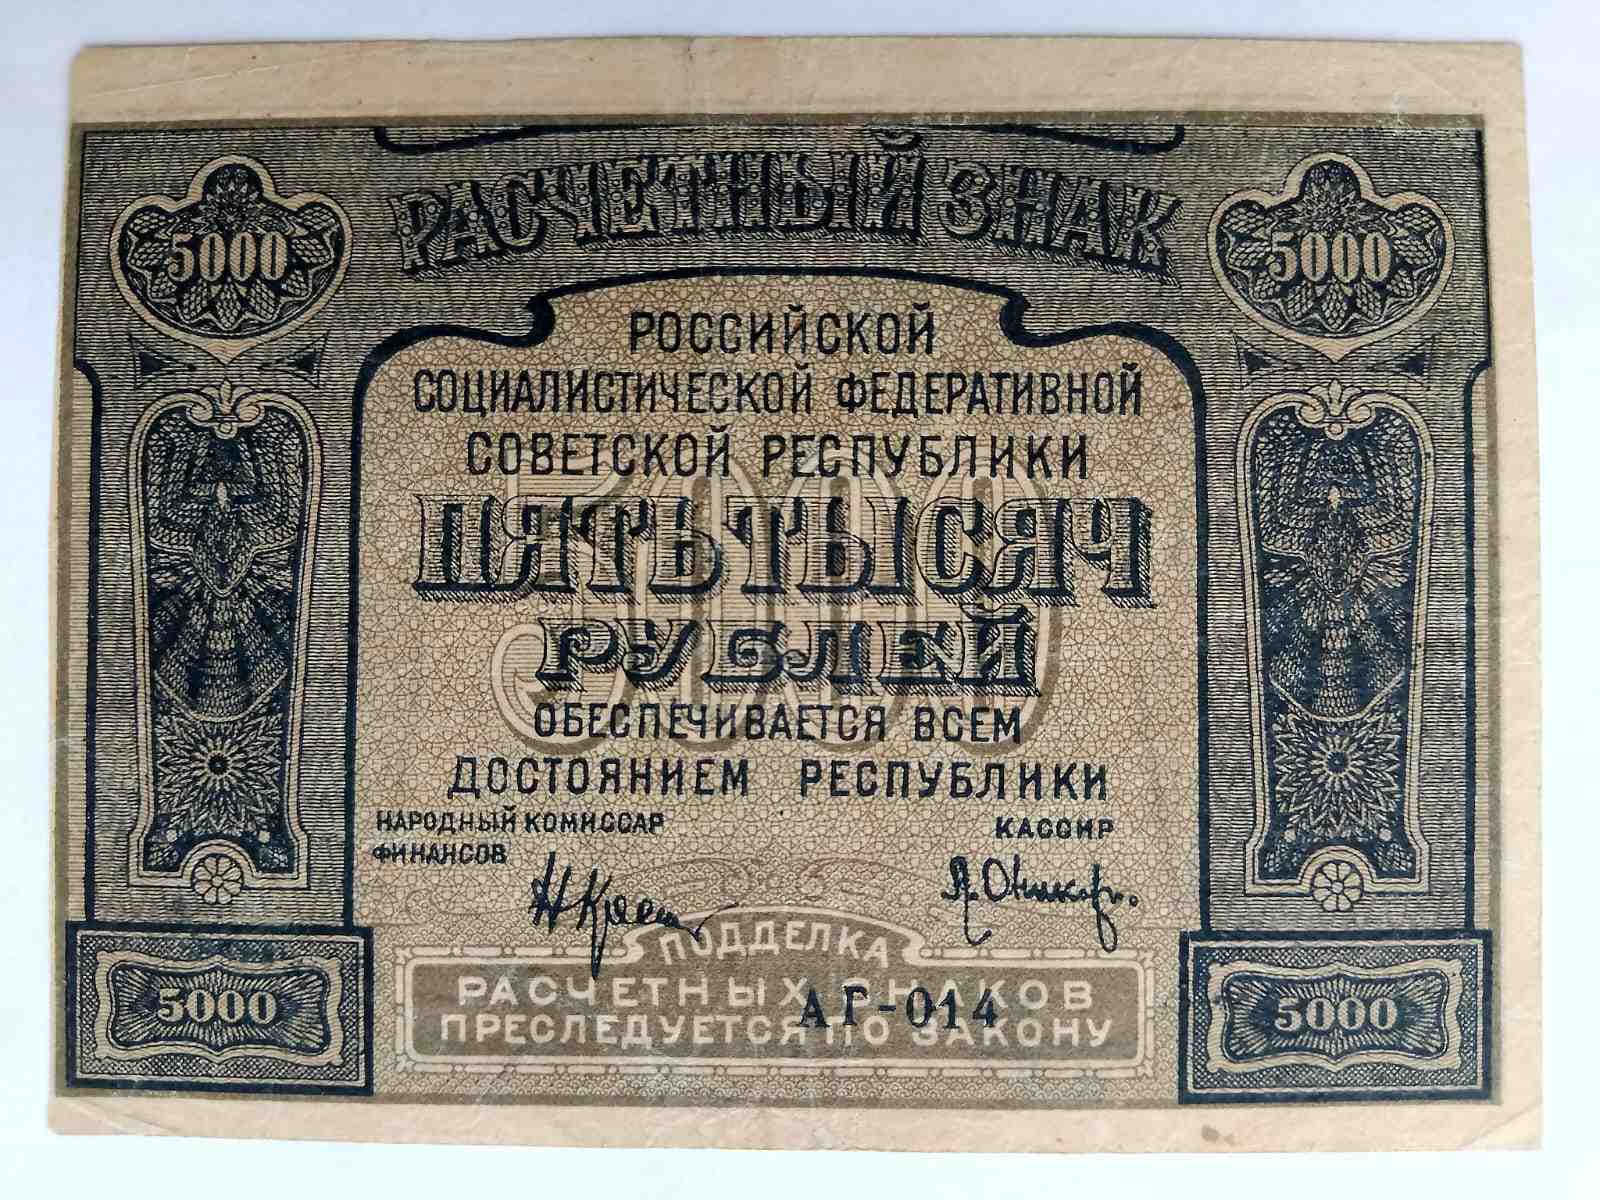 РАСЧЕТНЫЙ ЗНАК
5000 5000
РОССИЙСКОЙ
СОЦИАЛИСТИЧЕСКОЙ ФЕДЕРАТИВНОЙ
СОВЕТСКОЙ РЕСПУБЛИКИ
5000
ПЯТЬ ТЫСЯЧ
РУБЛЕЙ
ОБЕСПЕЧИВАЕТСЯ ВСЕМ
ДОСТОЯНИЕМ РЕСПУБЛИКИ
НАРОДНЫЙ КОМИССАР КАССИР
ФИНАНСОВ
ПОДДЕЛКА
РАСЧЕТНЫХ ЗНАКОВ
АГ-014
ПРЕСЛЕДУЕТСЯ ПО ЗАКОНУ
5000 5000